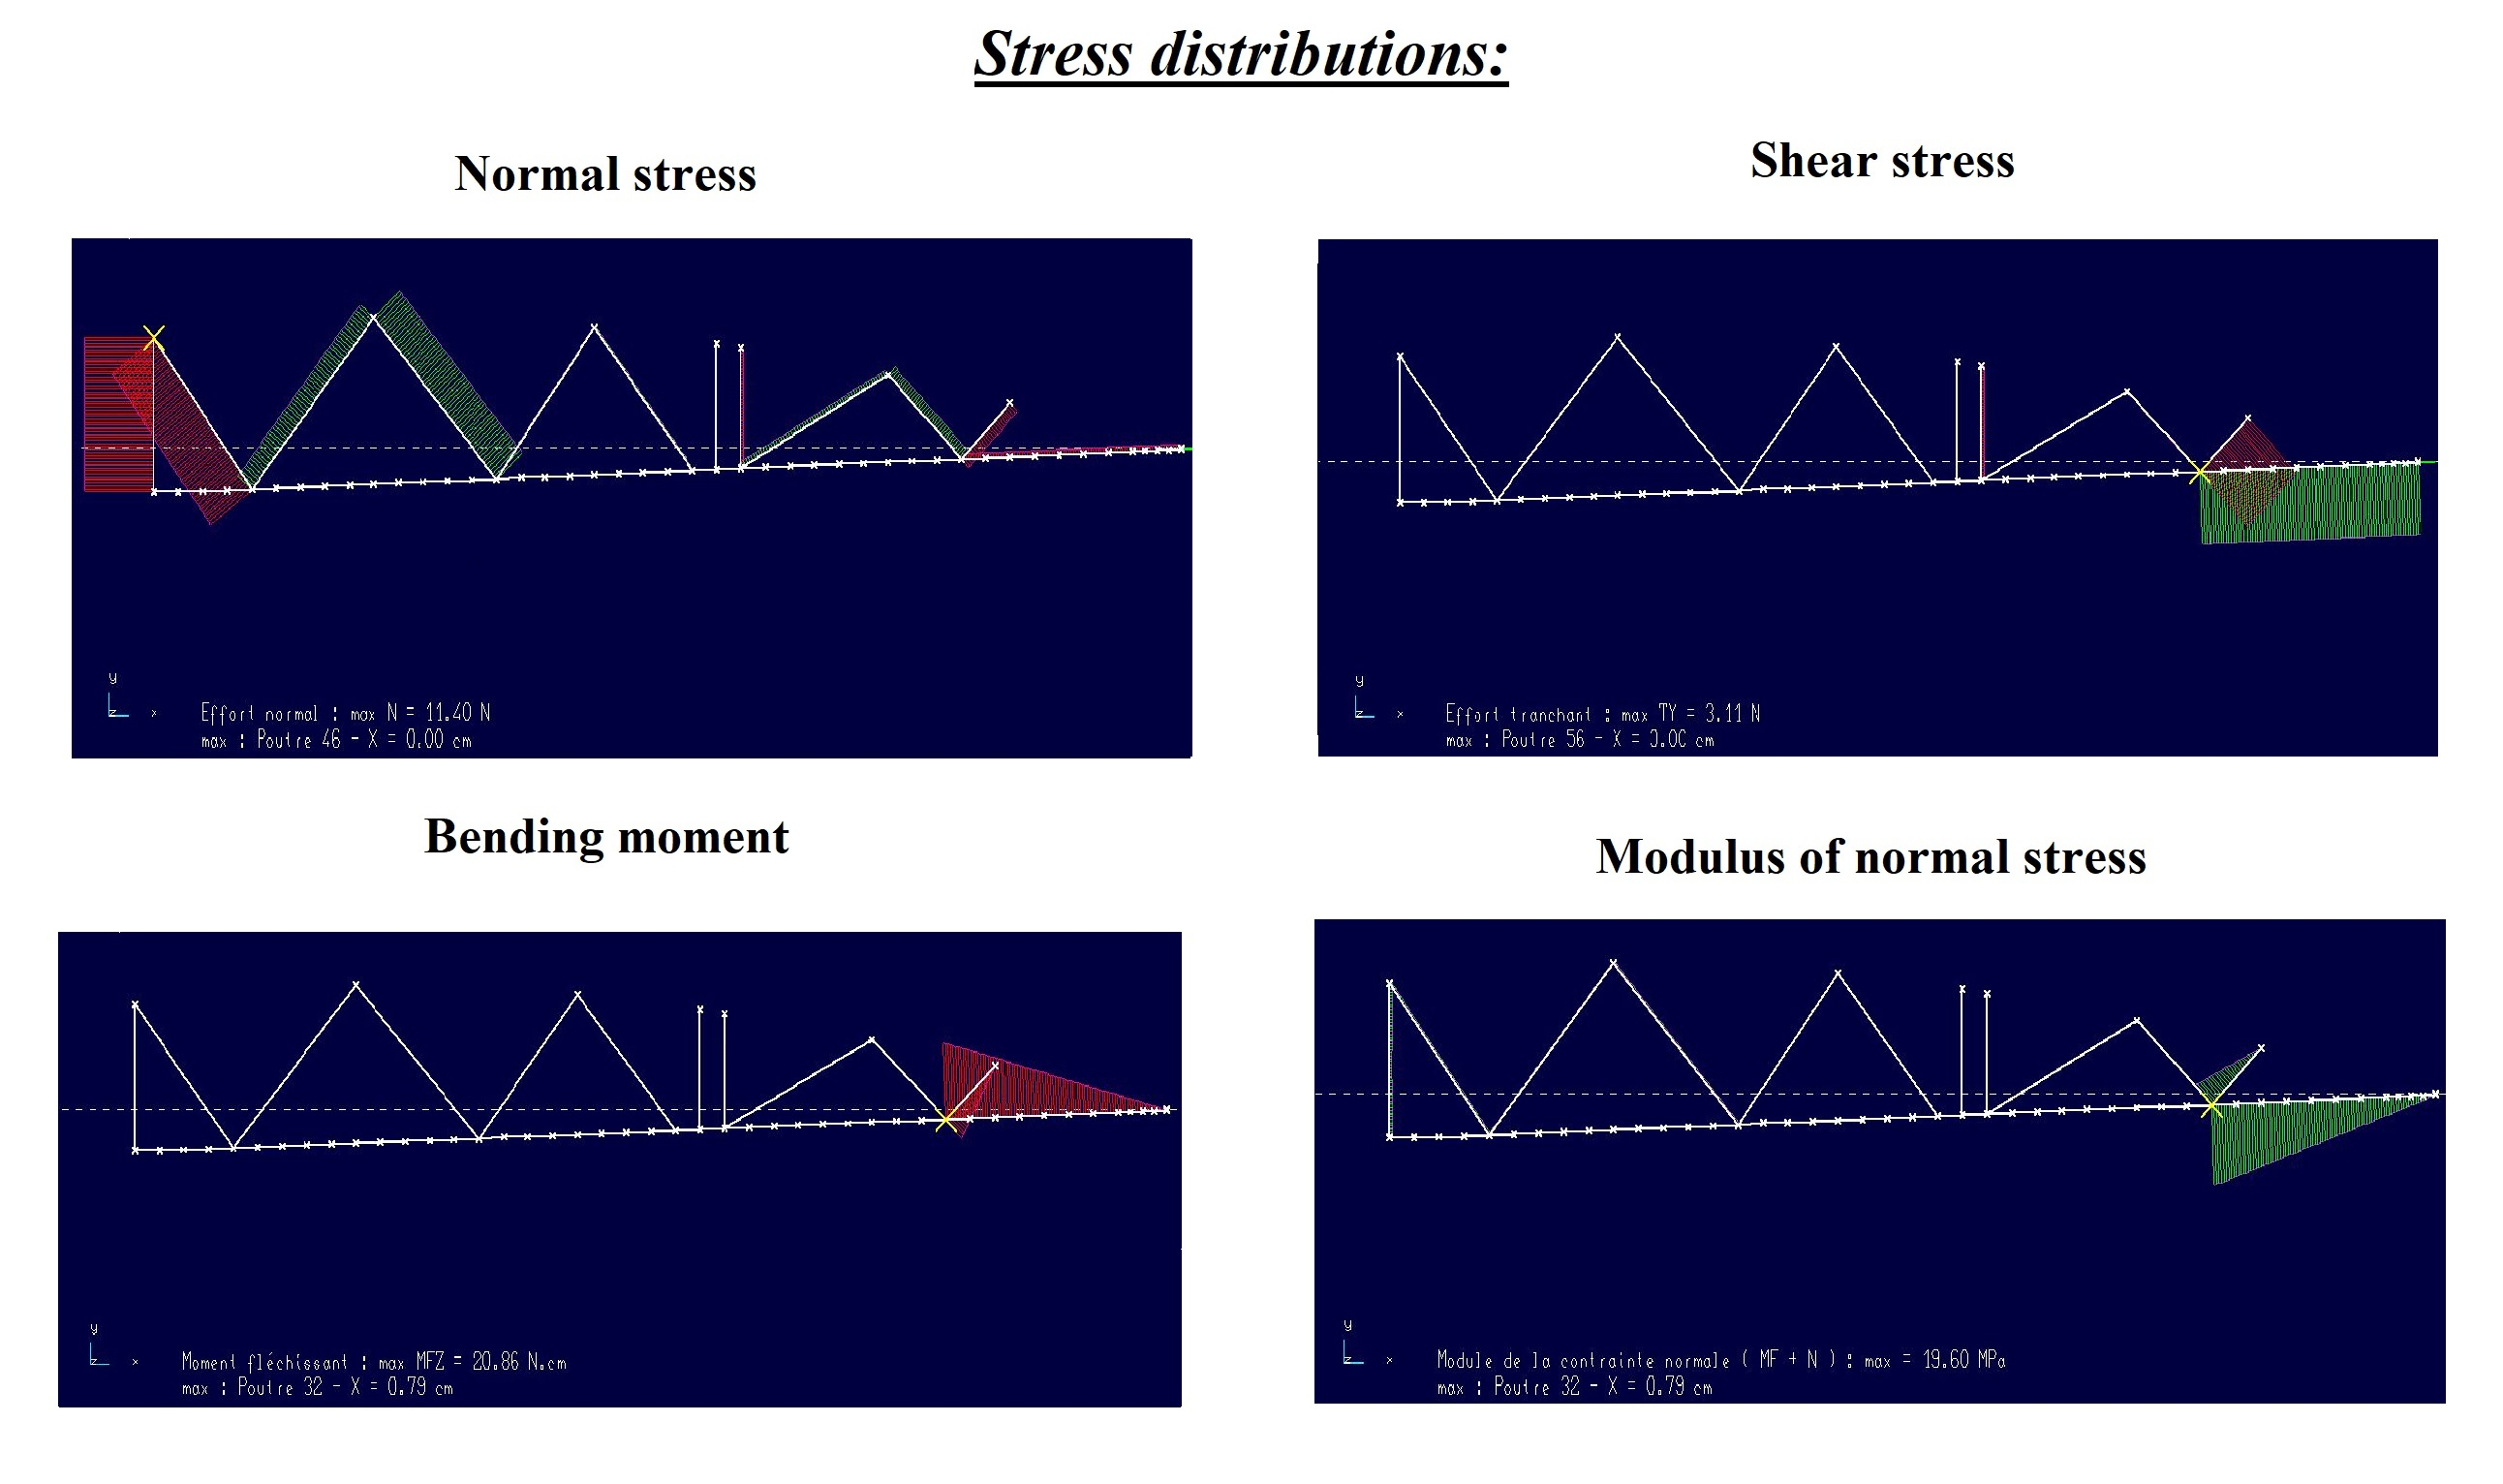 Stress distributions:
Normal stress
Shear stress
y
z x
Effort normal : max N = 11.40 N
max : Poutre 46 - X = 0.00 cm
y
z x
Effort tranchant : max TY = 3.11 N
max : Poutre 56 - X = 0.00 cm
Bending moment
Modulus of normal stress
y
z x
Moment fléchissant : max MFZ = 20.86 N.cm
max : Poutre 32 - X = 0.79 cm
y
z x
Module de la contrainte normale ( MF + N ) : max = 19.60 MPa
max : Poutre 32 - X = 0.79 cm